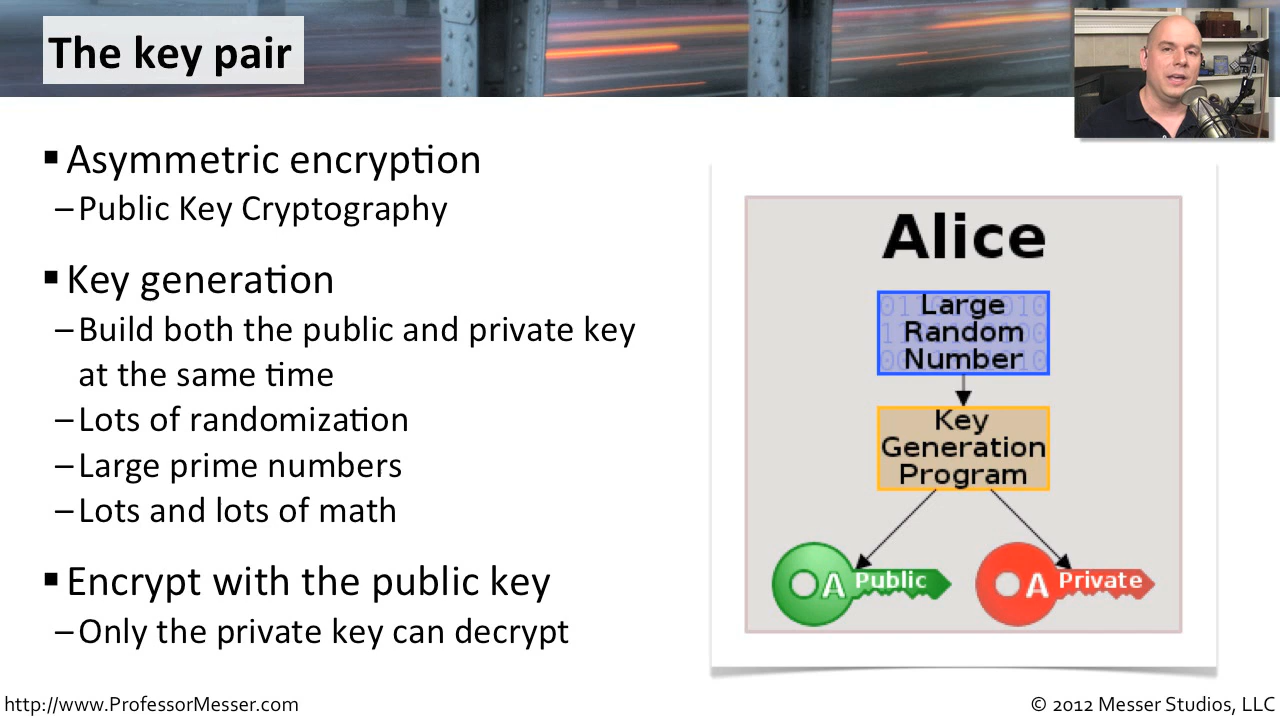 The key pair
▪ Asymmetric encryption
– Public Key Cryptography
▪ Key generation
– Build both the public and private key
at the same time
– Lots of randomization
– Large prime numbers
– Lots and lots of math
▪ Encrypt with the public key
– Only the private key can decrypt
Alice
Large
Random
Number
Key
Generation
Program
A Public
A Private
http://www.ProfessorMesser.com
© 2012 Messer Studios, LLC